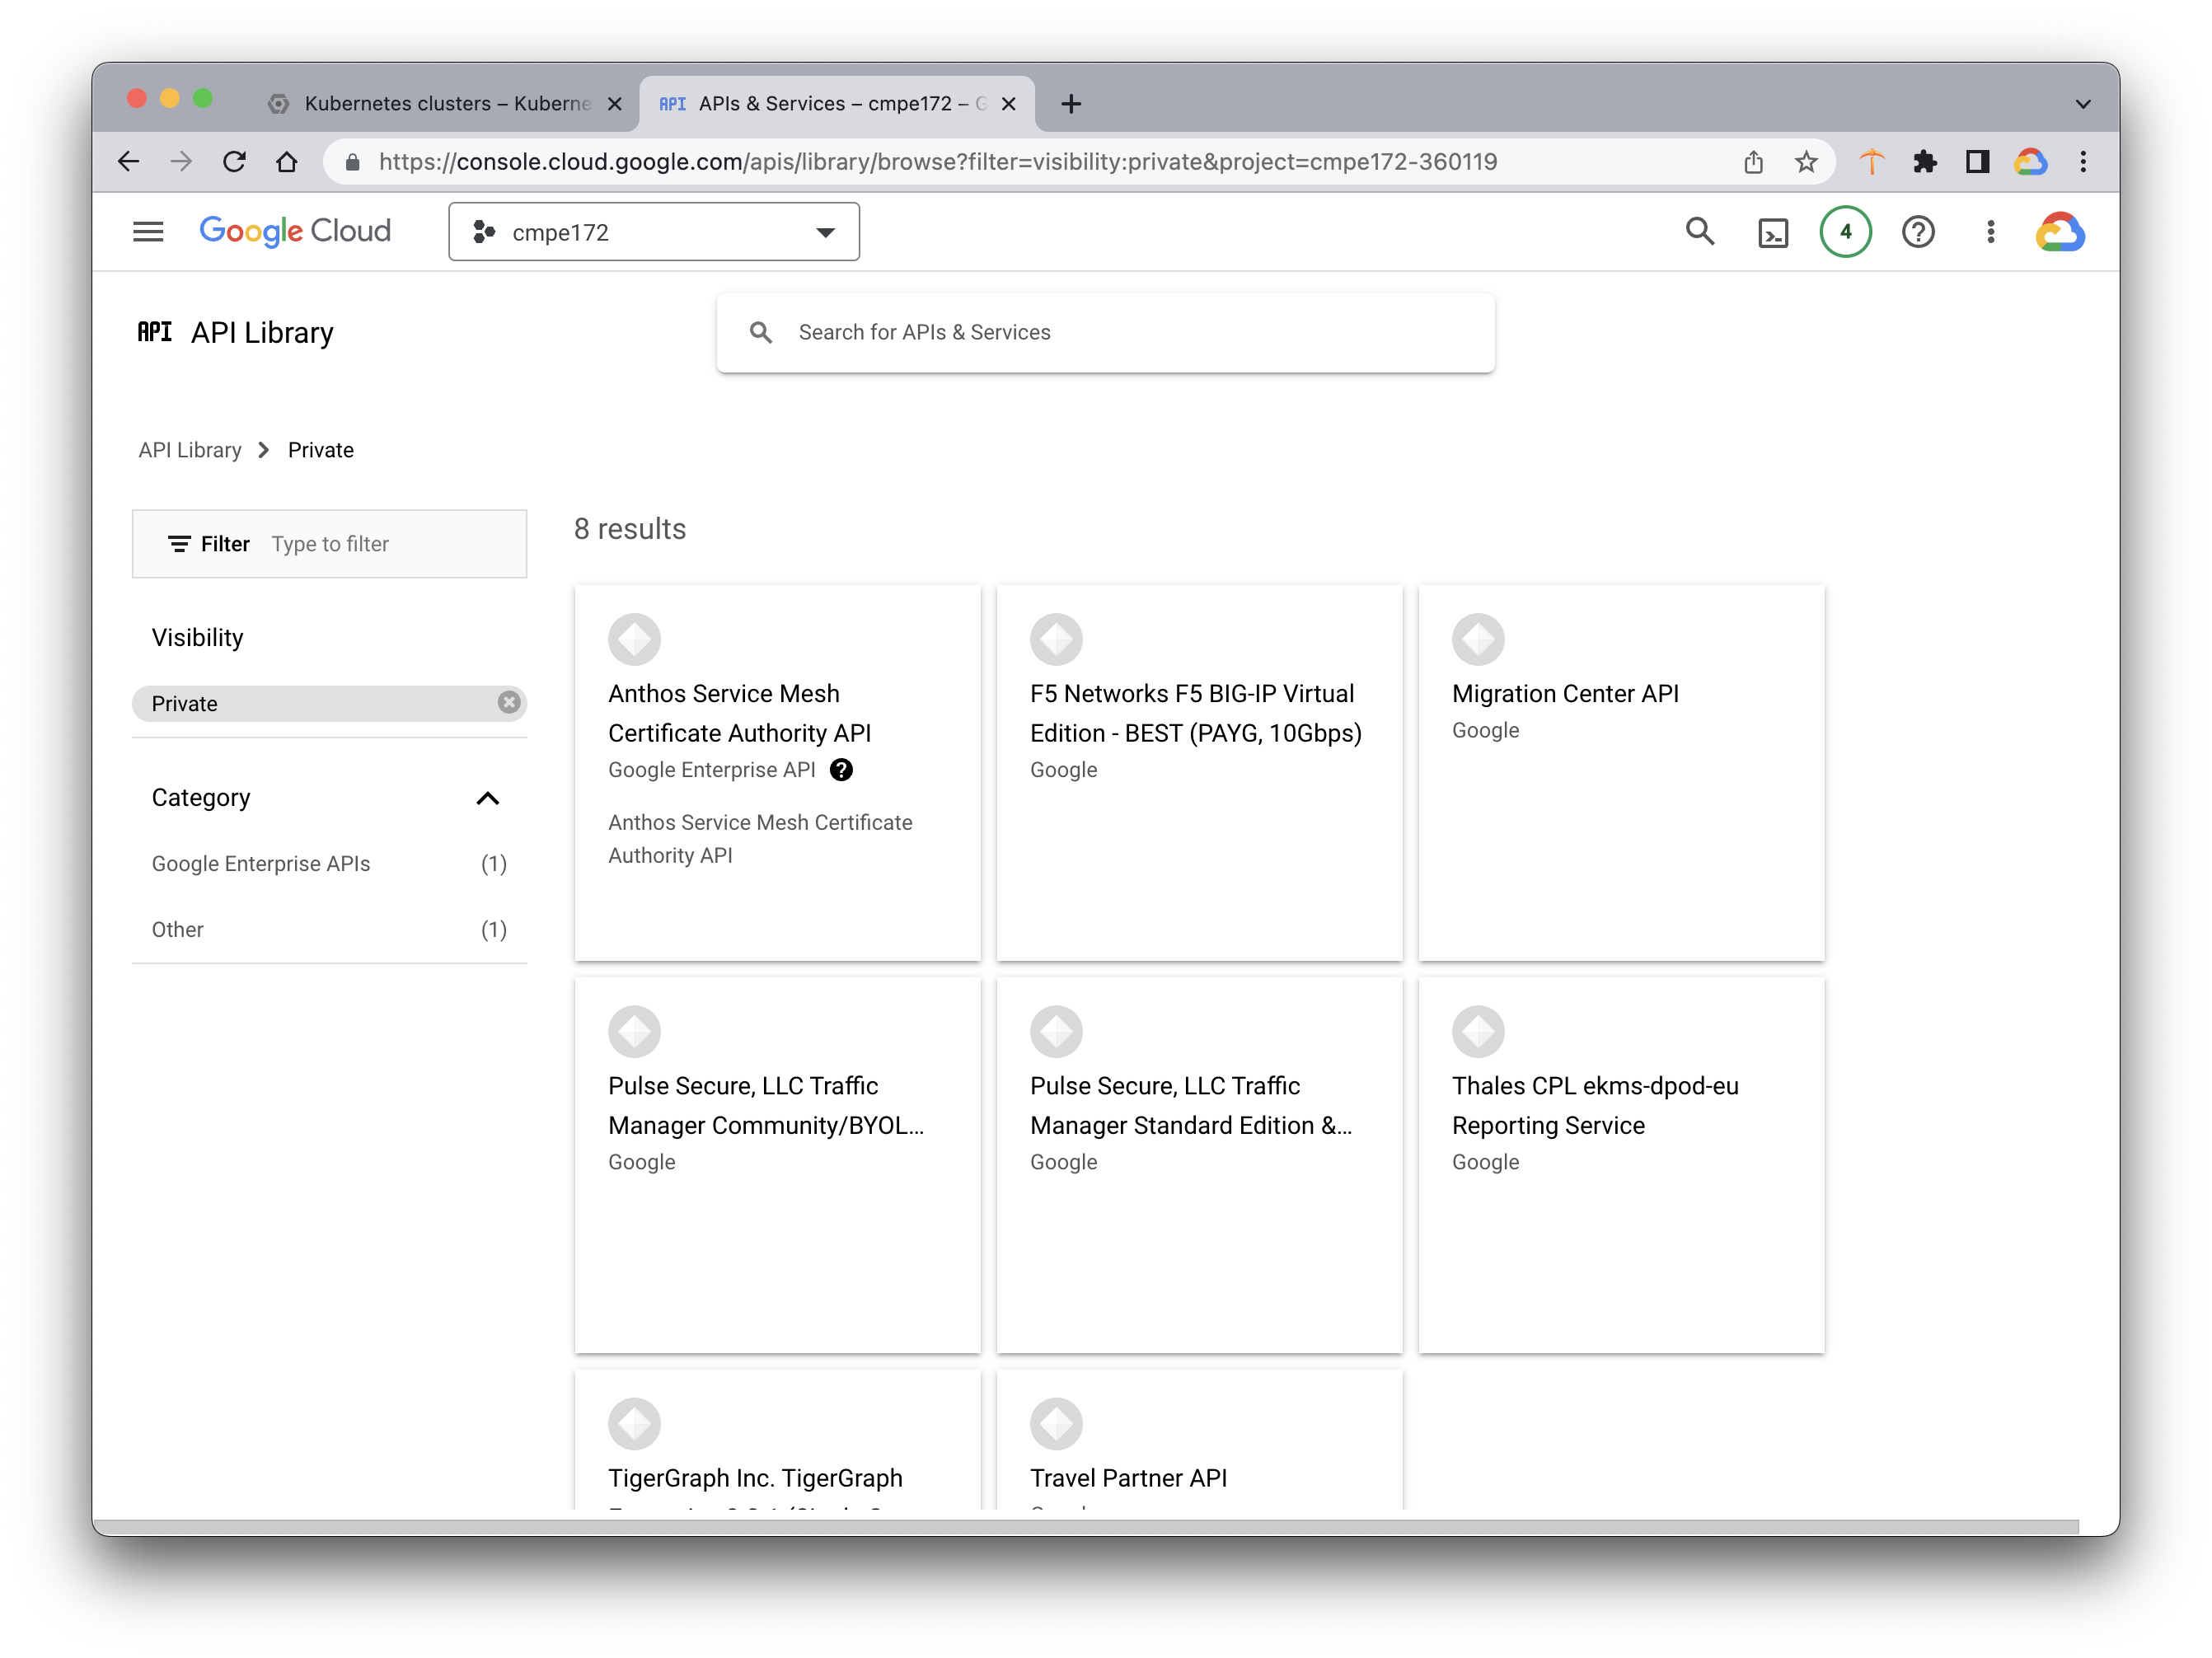 Kubernetes clusters – Kuberne
API APIs & Services – cmpe172 – G
https://console.cloud.google.com/apis/library/browse?filter=visibility:private&project=cmpe172-360119
Google Cloud
cmpe172
4
API API Library
Search for APIs & Services
API Library Private
Filter Type to filter
8 results
Visibility
Private
Category
Google Enterprise APIs (1)
Other (1)
Anthos Service Mesh
Certificate Authority API
Google Enterprise API
Anthos Service Mesh Certificate
Authority API
F5 Networks F5 BIG-IP Virtual
Edition - BEST (PAYG, 10Gbps)
Google
Migration Center API
Google
Pulse Secure, LLC Traffic
Manager Community/BYOL...
Google
Pulse Secure, LLC Traffic
Manager Standard Edition &...
Google
Thales CPL ekms-dpod-eu
Reporting Service
Google
TigerGraph Inc. TigerGraph
Travel Partner API